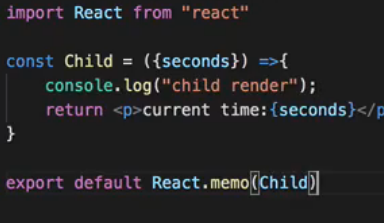 import React from "react"
const Child = ({seconds}) =>{
console.log("child render");
return <p>current time:{seconds}</p
}
export default React.memo(Child)